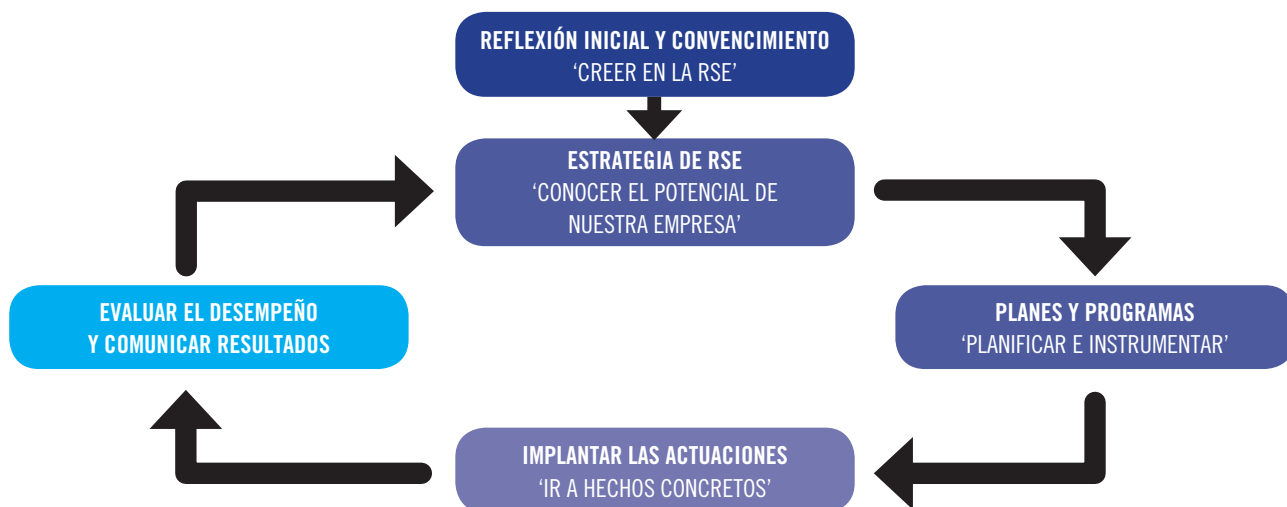 REFLEXIÓN INICIAL Y CONVENCIMIENTO
‘CREER EN LA RSE’
ESTRATEGIA DE RSE
‘CONOCER EL POTENCIAL DE
NUESTRA EMPRESA’
EVALUAR EL DESEMPEÑO
Y COMUNICAR RESULTADOS
PLANES Y PROGRAMAS
‘PLANIFICAR E INSTRUMENTAR’
IMPLANTAR LAS ACTUACIONES
‘IR A HECHOS CONCRETOS’